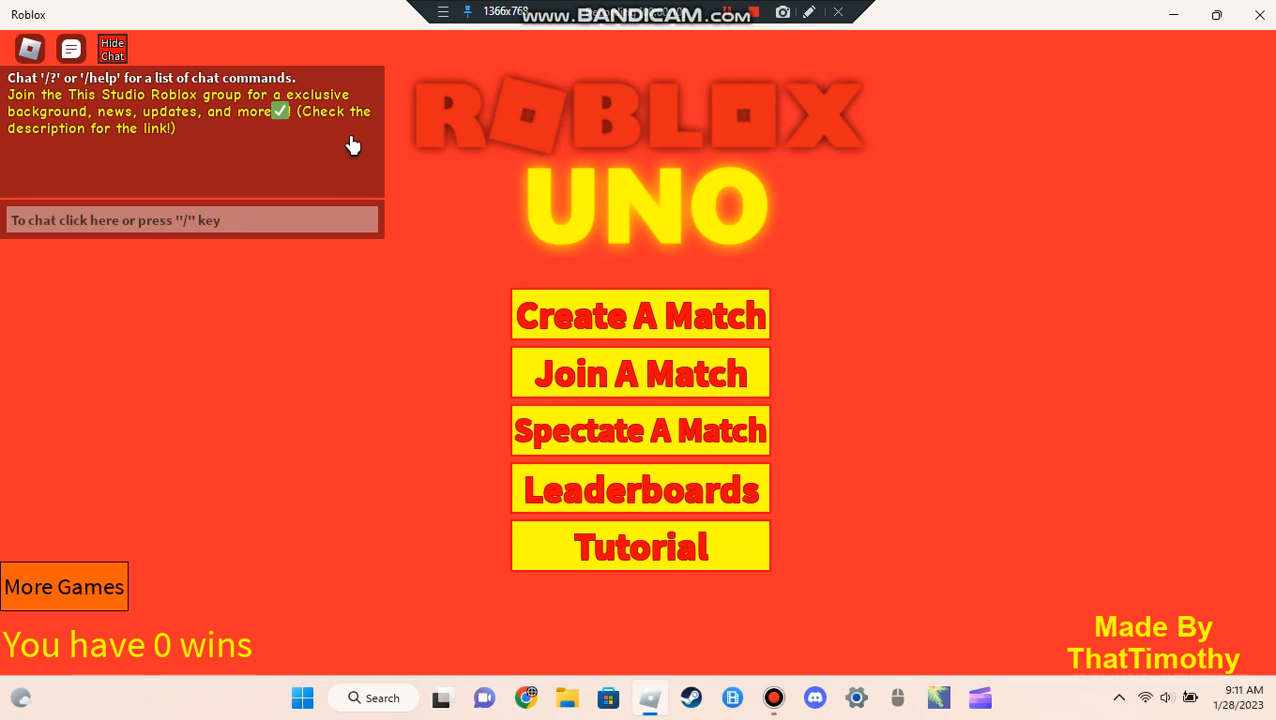 Roblox
1366x768
www.BANDICAM.com
Hide
Chat
Chat '/?' or '/help' for a list of chat commands.
Join the This Studio Roblox group for a exclusive
background, news, updates, and more✅! (Check the
description for the link!)
To chat click here or press "/" key
ROBLOX
UNO
Create A Match
Join A Match
Spectate A Match
Leaderboards
Tutorial
More Games
You have 0 wins
Made By
ThatTimothy
Search
9:11 AM
1/28/2023